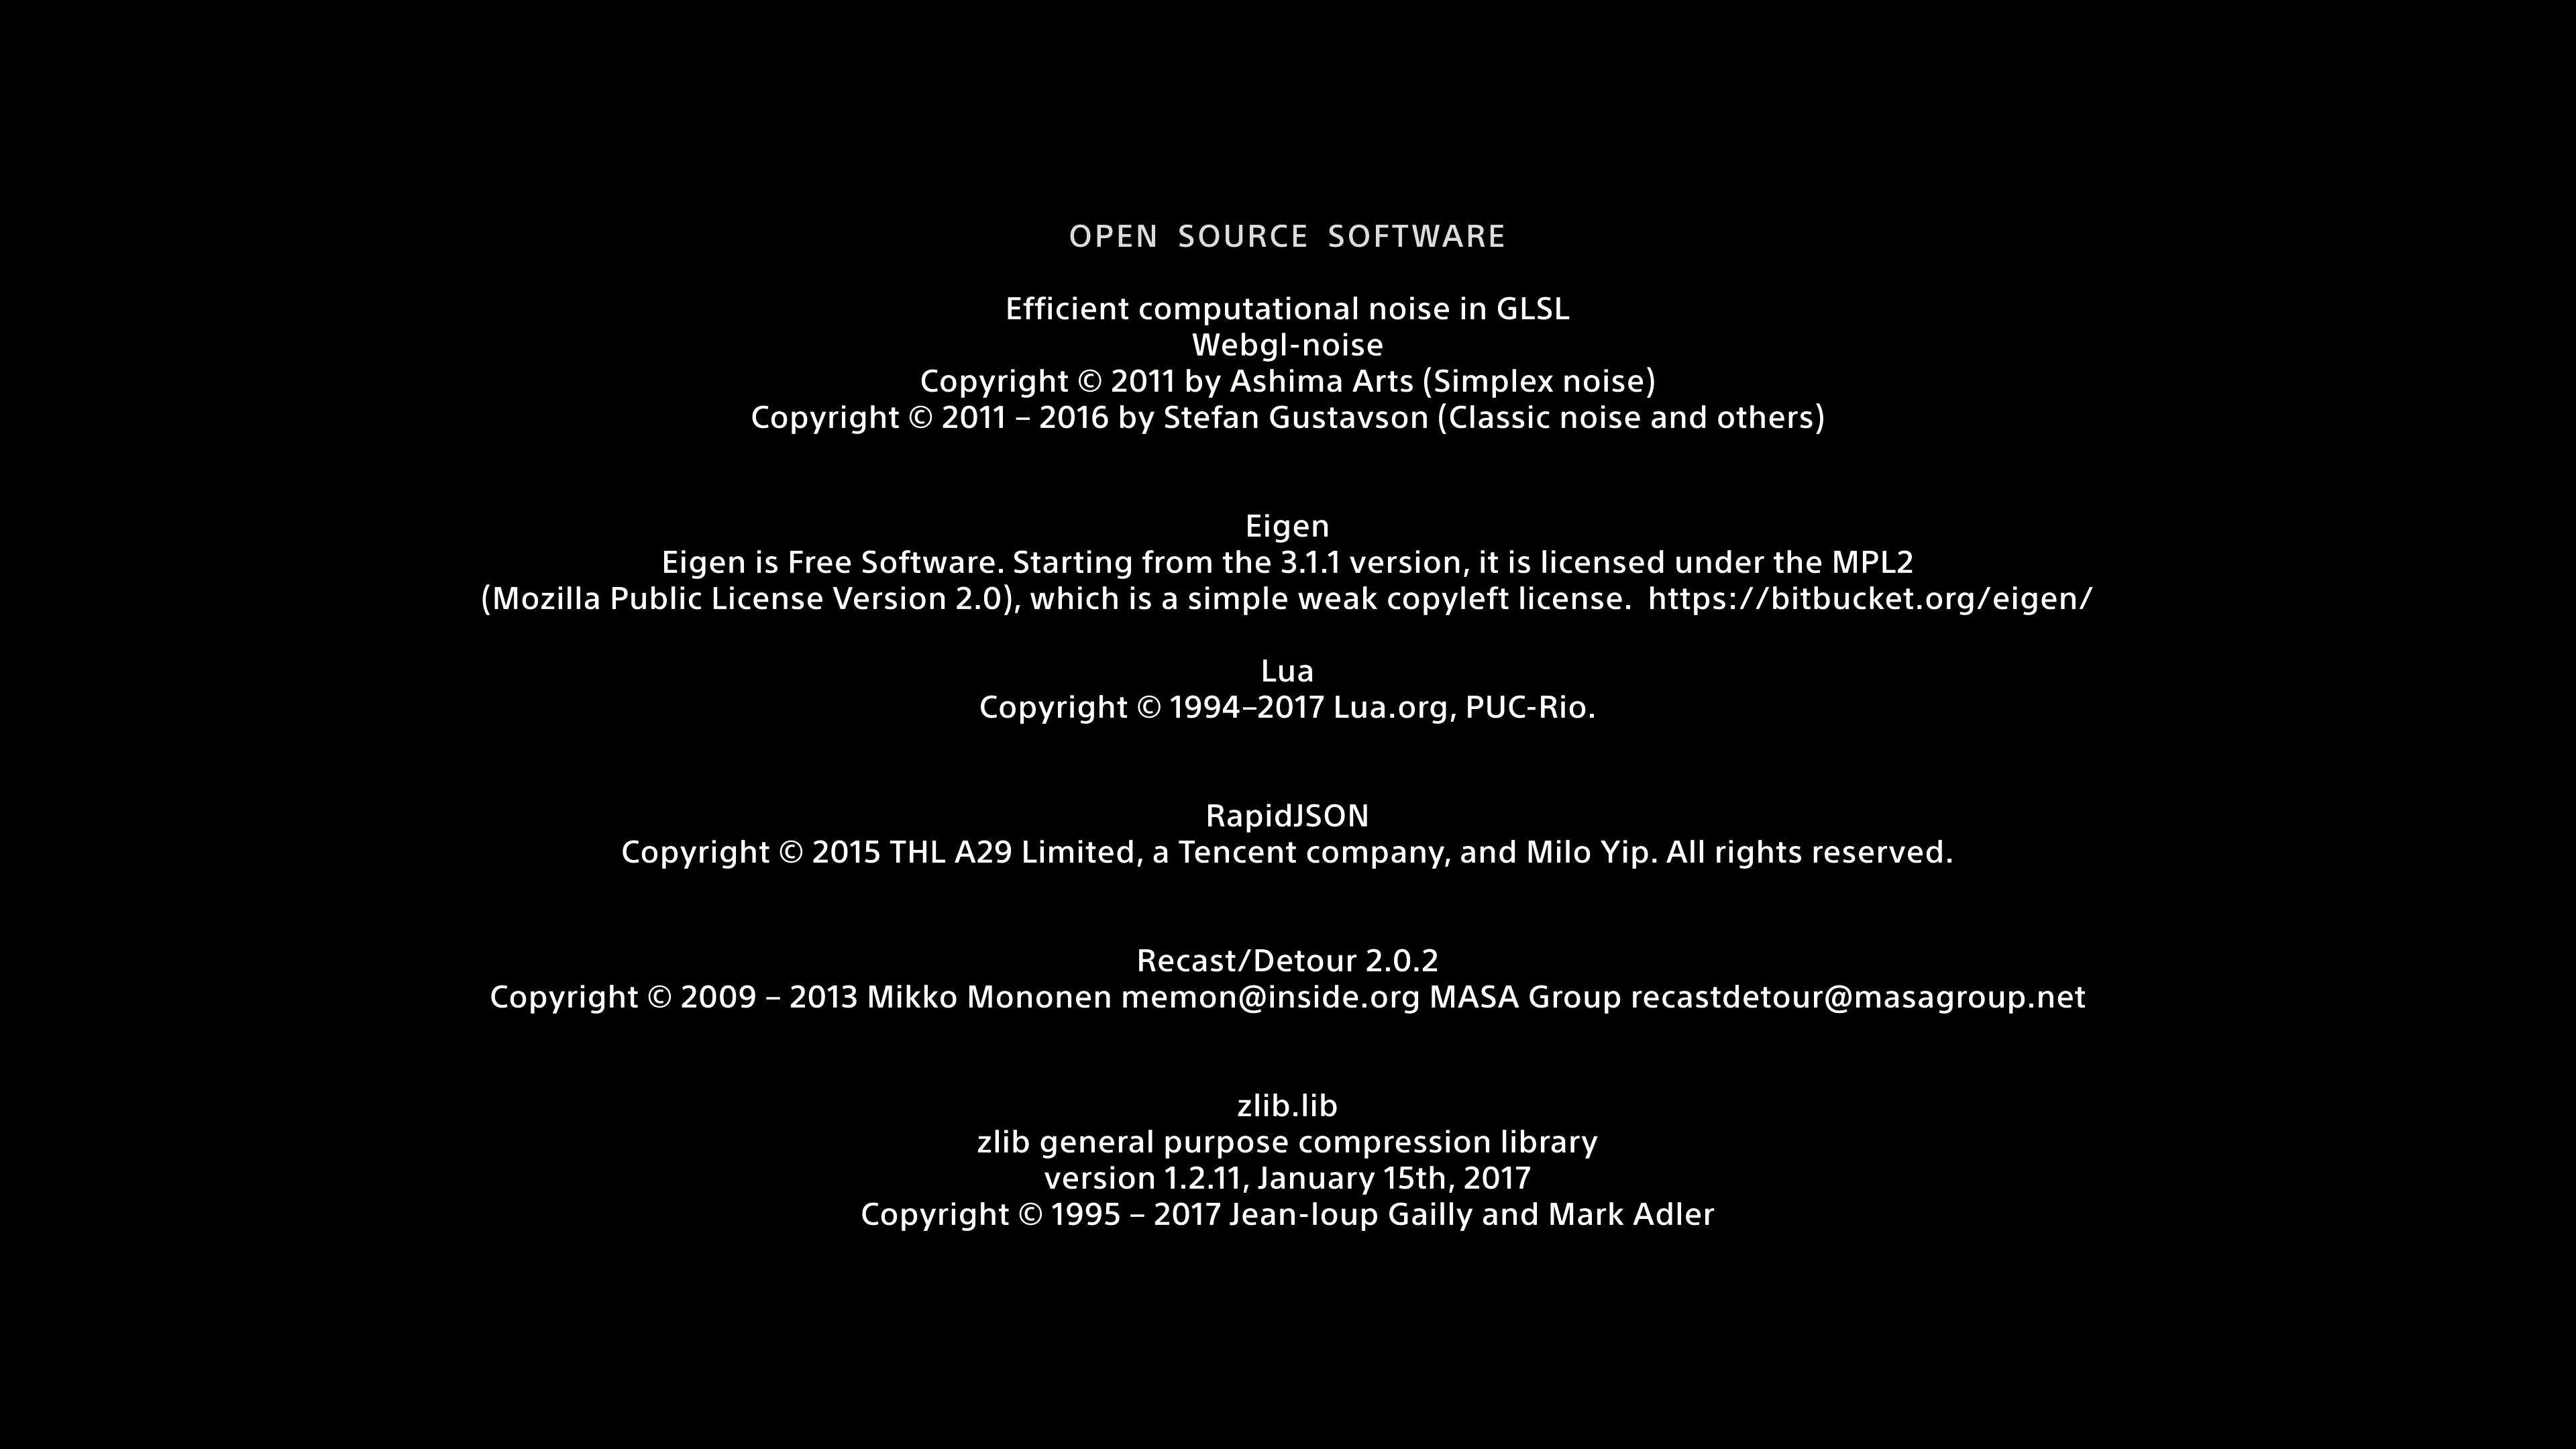 OPEN SOURCE SOFTWARE
Efficient computational noise in GLSL
Webgl-noise
Copyright © 2011 by Ashima Arts (Simplex noise)
Copyright © 2011 – 2016 by Stefan Gustavson (Classic noise and others)
Eigen
Eigen is Free Software. Starting from the 3.1.1 version, it is licensed under the MPL2
(Mozilla Public License Version 2.0), which is a simple weak copyleft license.  https://bitbucket.org/eigen/
Lua
Copyright © 1994–2017 Lua.org, PUC-Rio.
RapidJSON
Copyright © 2015 THL A29 Limited, a Tencent company, and Milo Yip. All rights reserved.
Recast/Detour 2.0.2
Copyright © 2009 – 2013 Mikko Mononen memon@inside.org MASA Group recastdetour@masagroup.net
zlib.lib
zlib general purpose compression library
version 1.2.11, January 15th, 2017
Copyright © 1995 – 2017 Jean-loup Gailly and Mark Adler